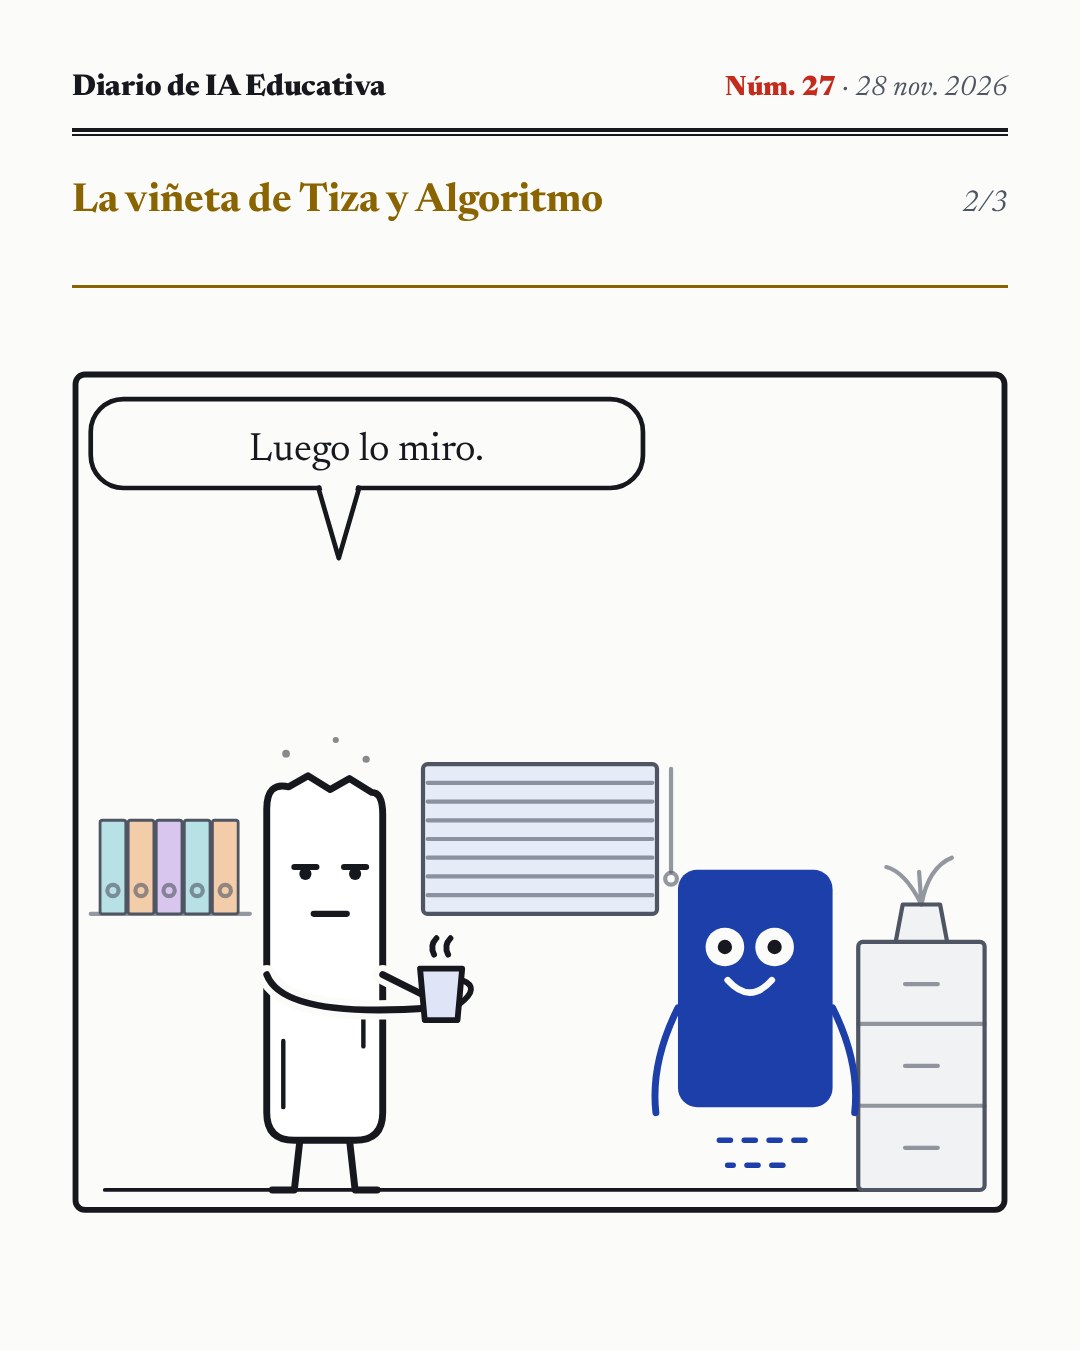 Diario de IA Educativa
Núm. 27 · 28 nov. 2026
La viñeta de Tiza y Algoritmo
2/3
Luego lo miro.